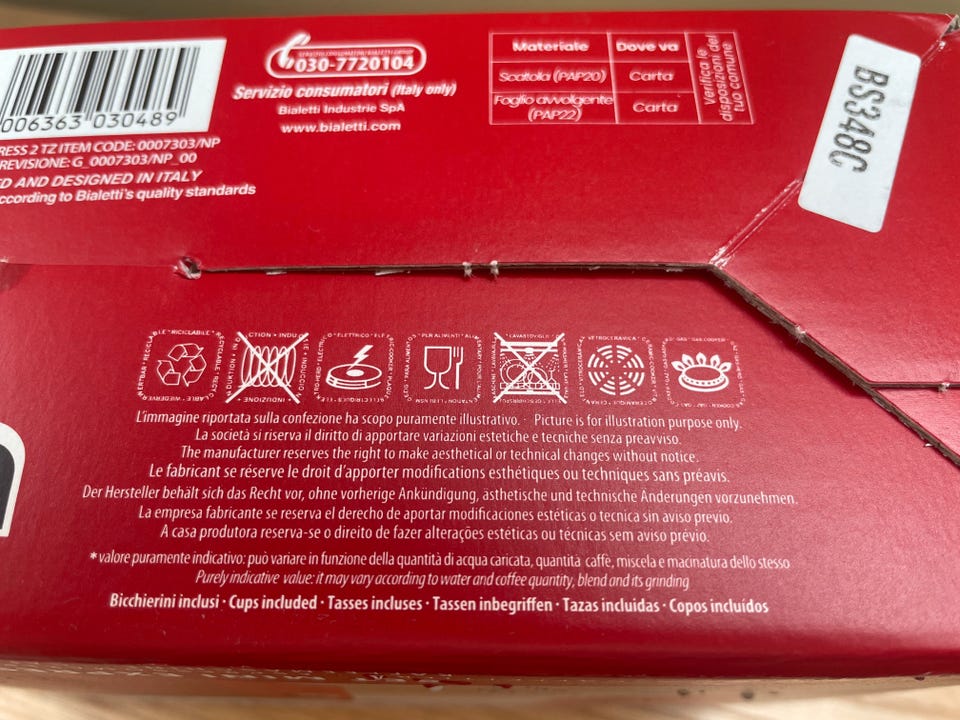 006363 030489
RESS 2 TZ ITEM CODE: 0007303/NP
REVISIONE: G_0007303/NP_00
ED AND DESIGNED IN ITALY
ccording to Bialetti's quality standards
030-7720104
Servizio consumatori (Italy only)
Bialetti Industrie SpA
www.bialetti.com
Materiale Dove va
Scatola (PAP20) Carta
Foglio avvolgente (PAP22) Carta
Verifica le disposizioni del tuo comune
BS348C
L'immagine riportata sulla confezione ha scopo puramente illustrativo. · Picture is for illustration purpose only.
La società si riserva il diritto di apportare variazioni estetiche e tecniche senza preavviso.
The manufacturer reserves the right to make aesthetical or technical changes without notice.
Le fabricant se réserve le droit d'apporter modifications esthétiques ou techniques sans préavis.
Der Hersteller behält sich das Recht vor, ohne vorherige Ankündigung, ästhetische und technische Änderungen vorzunehmen.
La empresa fabricante se reserva el derecho de aportar modificaciones estéticas o tecnica sin aviso previo.
A casa produtora reserva-se o direito de fazer alterações estéticas ou técnicas sem aviso prévio.
* valore puramente indicativo: può variare in funzione della quantità di acqua caricata, quantità caffe, miscela e macinatura dello stesso
Purely indicative value: it may vary according to water and coffee quantity, blend and its grinding
Bicchierini inclusi · Cups included · Tasses incluses · Tassen inbegriffen · Tazas incluidas · Copos incluídos